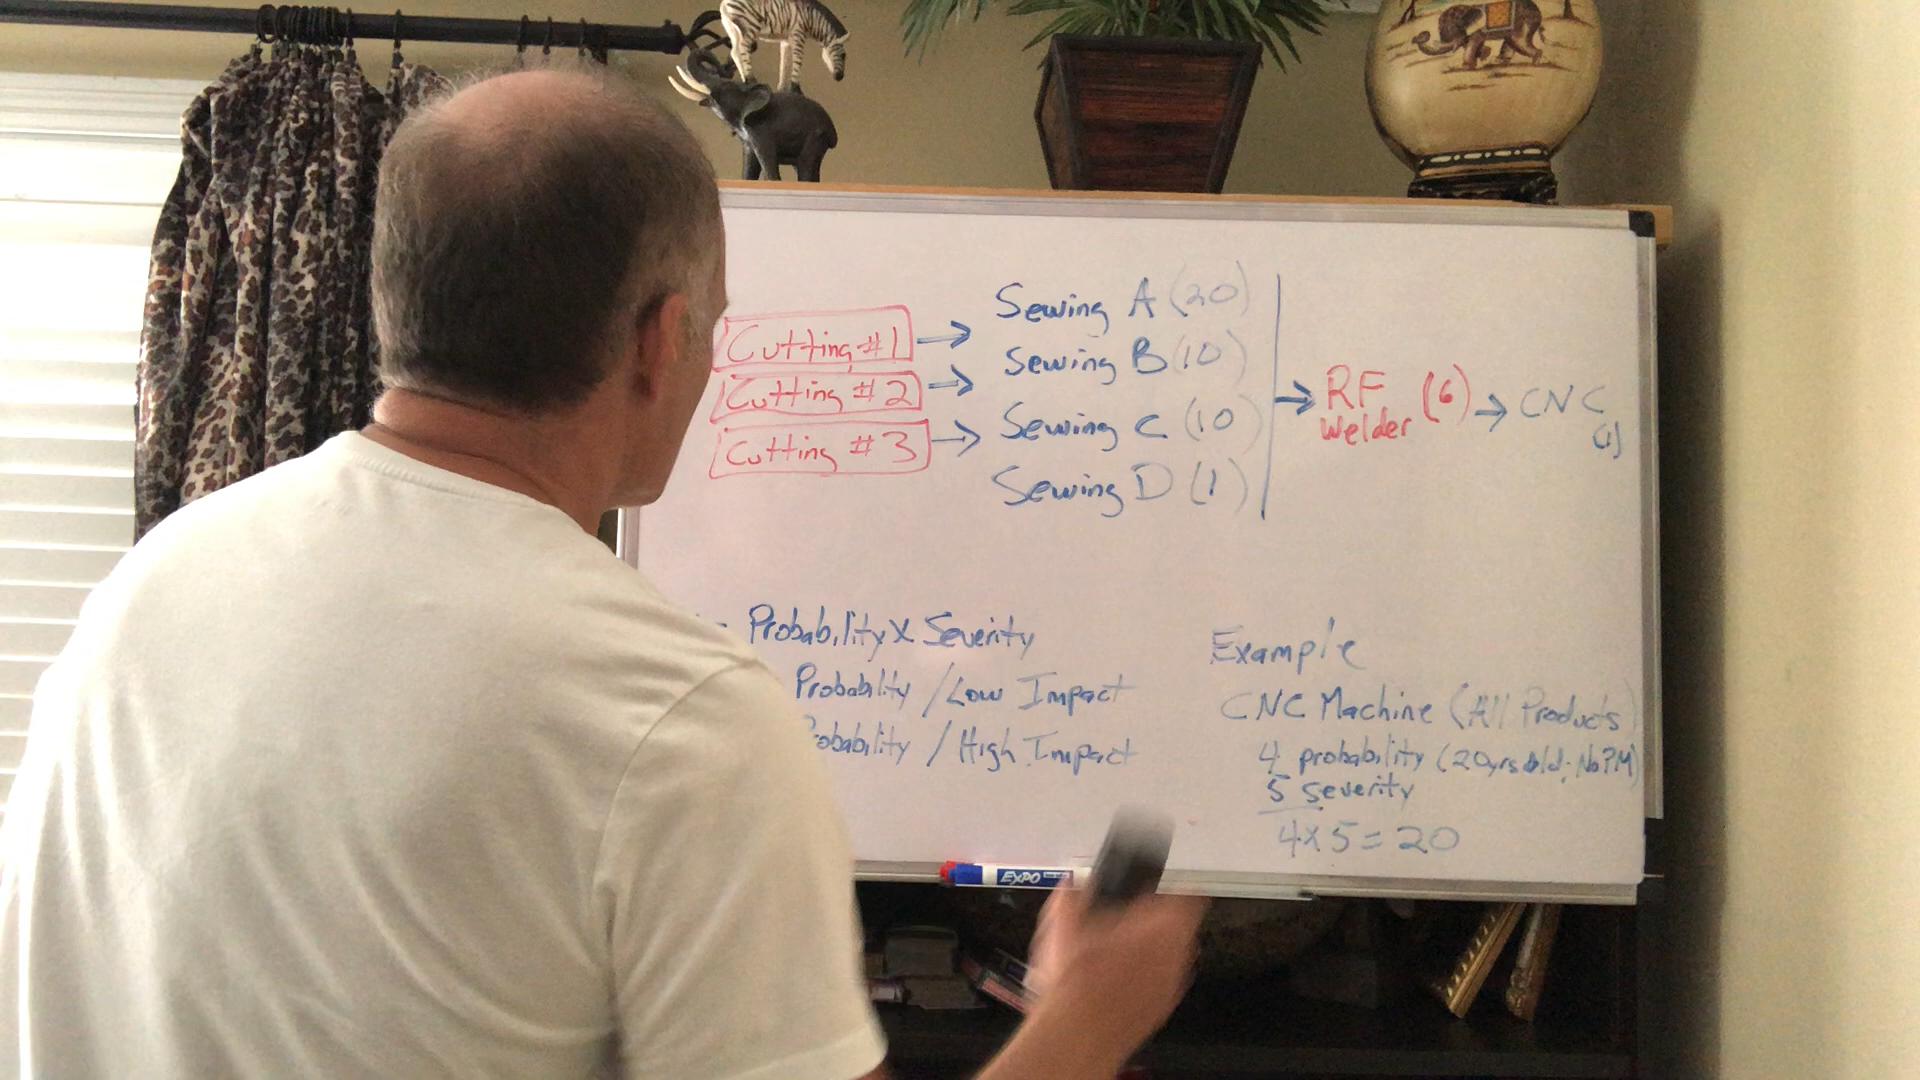 Cutting #1 → Sewing A (20)
Cutting #2 → Sewing B (10)
Cutting #3 → Sewing C (10)
Sewing D (1)
→ RF Welder (6) → CNC (1)
Probability X Severity
Probability / Low Impact
Probability / High Impact
Example
CNC Machine (All Products)
4 probability (20yrs old; No PM)
5 severity
4 x 5 = 20
EXPO